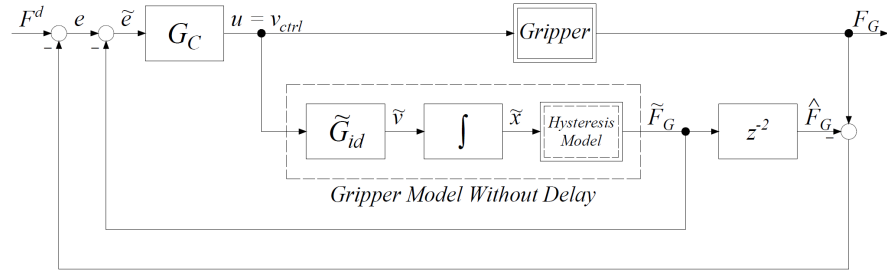 F^d e ẽ G_C u = v_ctrl Gripper F_G
- -
G̃_id ṽ ∫ x̃ Hysteresis Model F̃_G z^-2 F̂_G -
Gripper Model Without Delay